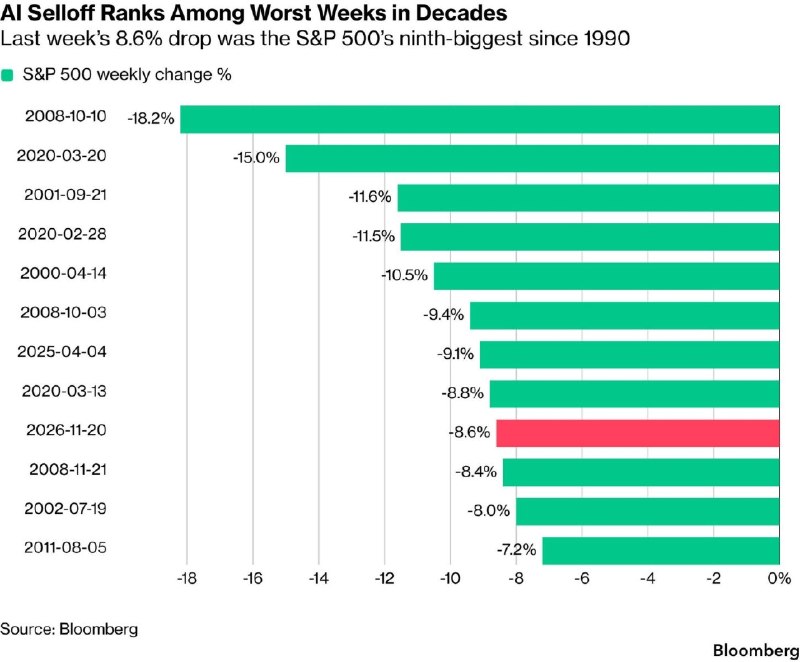 AI Selloff Ranks Among Worst Weeks in Decades
Last week's 8.6% drop was the S&P 500's ninth-biggest since 1990
S&P 500 weekly change %
2008-10-10 -18.2%
2020-03-20 -15.0%
2001-09-21 -11.6%
2020-02-28 -11.5%
2000-04-14 -10.5%
2008-10-03 -9.4%
2025-04-04 -9.1%
2020-03-13 -8.8%
2026-11-20 -8.6%
2008-11-21 -8.4%
2002-07-19 -8.0%
2011-08-05 -7.2%
-18 -16 -14 -12 -10 -8 -6 -4 -2 0%
Source: Bloomberg
Bloomberg